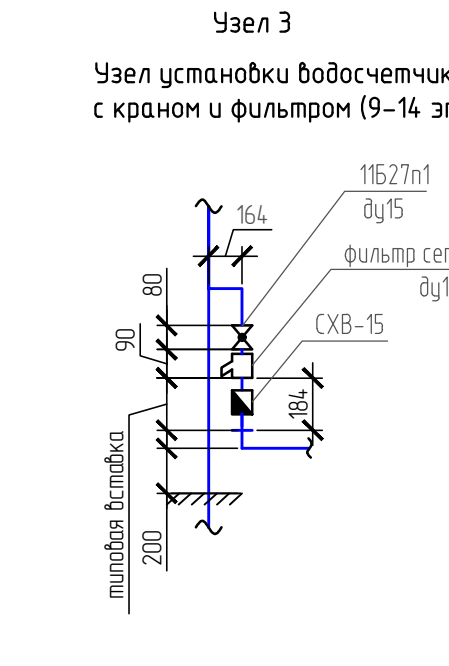 Узел 3
Узел установки водосчетчик
с краном и фильтром (9-14 эт
11Б27п1
ду15
164
фильтр сет
ду1
80
90
СХВ-15
184
типовая вставка
200